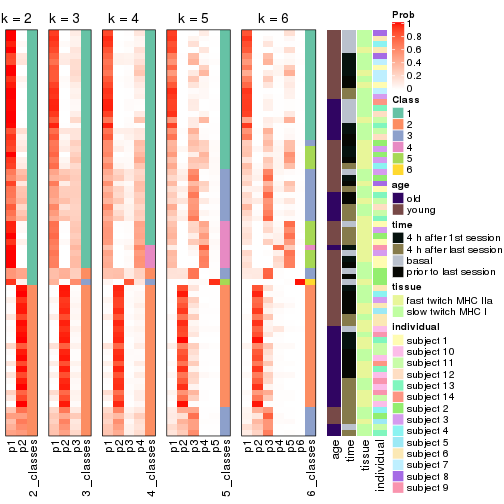 k = 2 k = 3 k = 4 k = 5 k = 6
p1
p2
2_classes
p1
p2
p3
3_classes
p1
p2
p3
p4
4_classes
p1
p2
p3
p4
p5
5_classes
p1
p2
p3
p4
p5
p6
6_classes
age
time
tissue
individual
Prob
1
0.8
0.6
0.4
0.2
0
Class
1
2
3
4
5
6
age
old
young
time
4 h after 1st session
4 h after last session
basal
prior to last session
tissue
fast twitch MHC IIa
slow twitch MHC I
individual
subject 1
subject 10
subject 11
subject 12
subject 13
subject 14
subject 2
subject 3
subject 4
subject 5
subject 6
subject 7
subject 8
subject 9